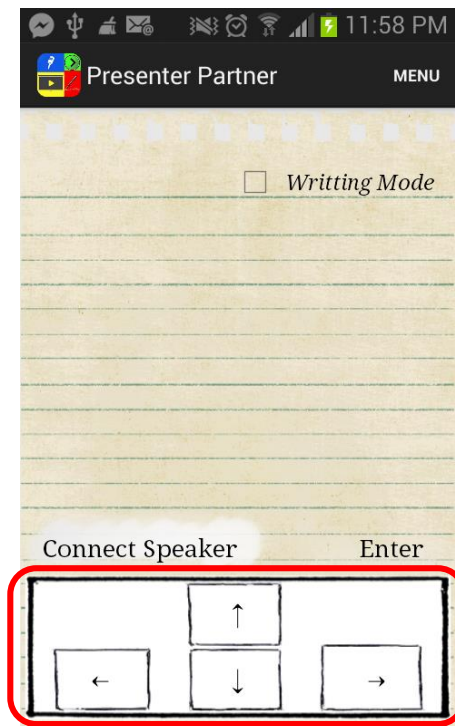 11:58 PM
Presenter Partner MENU
Writting Mode
Connect Speaker Enter
↑
← ↓ →